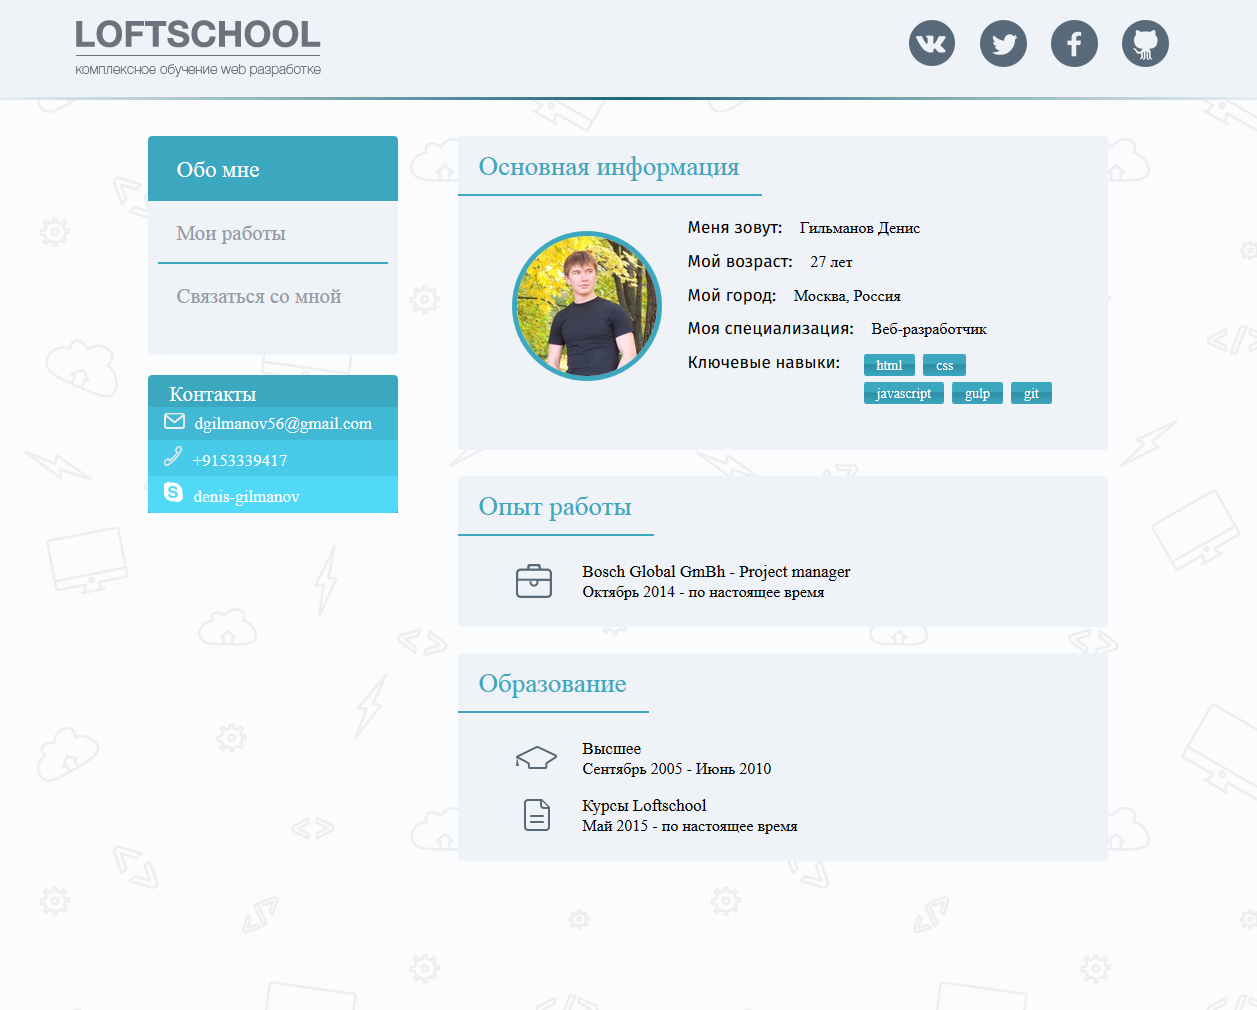 LOFTSCHOOL
комплексное обучение web разработке
Обо мне
Мои работы
Связаться со мной
Контакты
dgilmanov56@gmail.com
+9153339417
denis-gilmanov
Основная информация
Меня зовут: Гильманов Денис
Мой возраст: 27 лет
Мой город: Москва, Россия
Моя специализация: Веб-разработчик
Ключевые навыки: html css
javascript gulp git
Опыт работы
Bosch Global GmBh - Project manager
Октябрь 2014 - по настоящее время
Образование
Высшее
Сентябрь 2005 - Июнь 2010
Курсы Loftschool
Май 2015 - по настоящее время